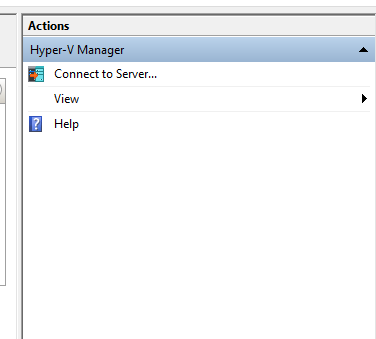 Actions
Hyper-V Manager
Connect to Server...
View
Help